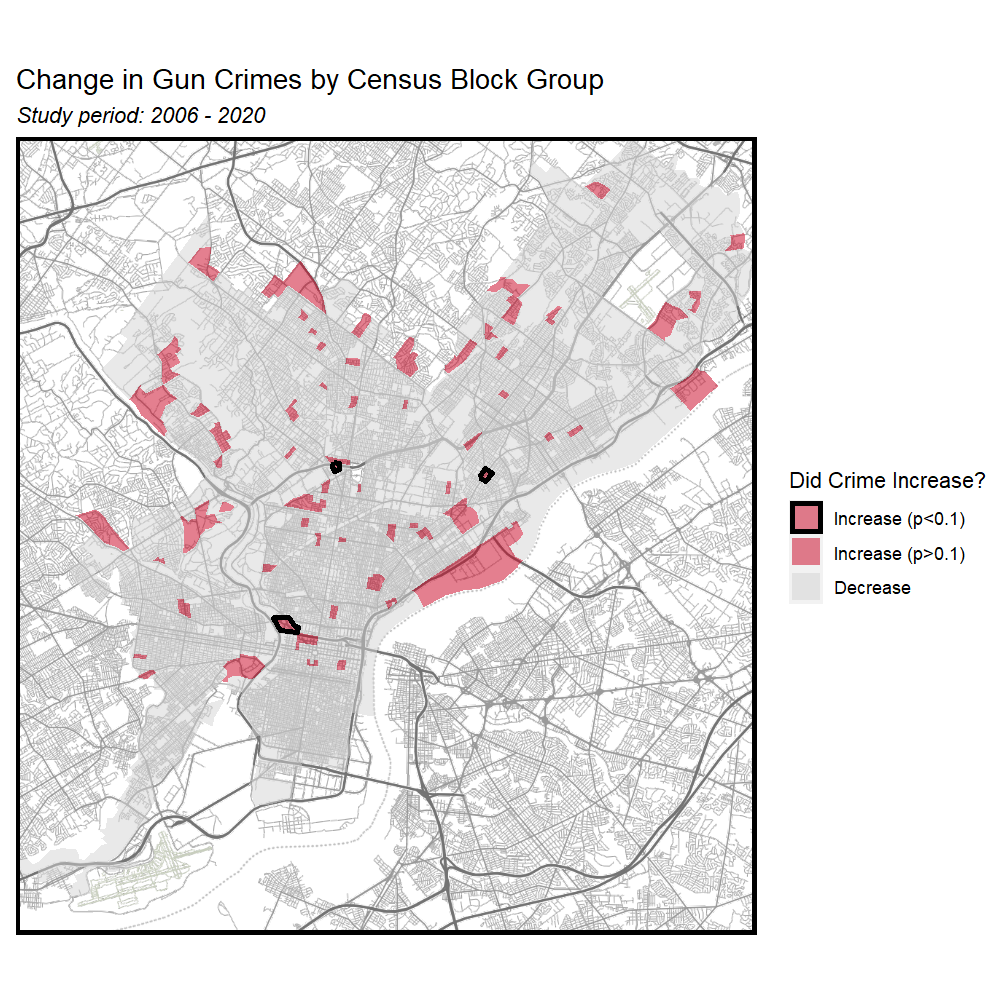 Change in Gun Crimes by Census Block Group
Study period: 2006 - 2020
Did Crime Increase?
Increase (p<0.1)
Increase (p>0.1)
Decrease